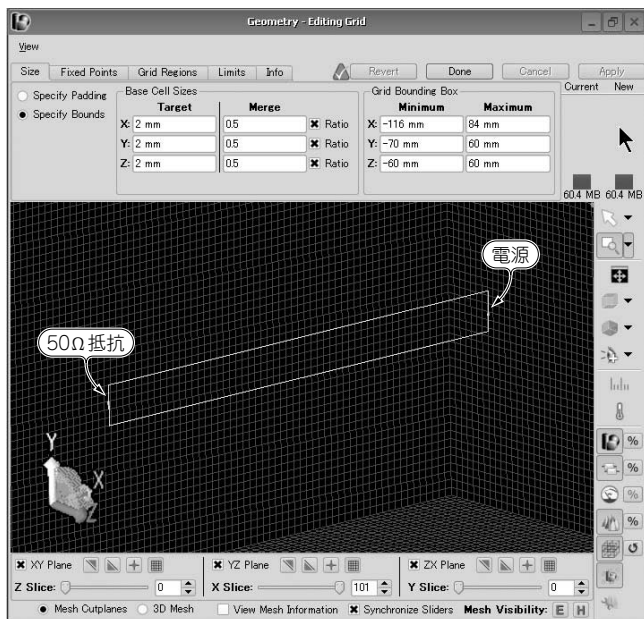 Geometry - Editing Grid
View
Size Fixed Points Grid Regions Limits Info Revert Done Cancel Apply
Specify Padding
Specify Bounds
Base Cell Sizes
Target Merge
X: 2 mm 0.5 Ratio
Y: 2 mm 0.5 Ratio
Z: 2 mm 0.5 Ratio
Grid Bounding Box
Minimum Maximum
X: -116 mm 84 mm
Y: -70 mm 60 mm
Z: -60 mm 60 mm
Current New
60.4 MB 60.4 MB
電源
50Ω抵抗
Y
X
Z
%
%
%
%
XY Plane YZ Plane ZX Plane
Z Slice: 0 X Slice: 101 Y Slice: 0
Mesh Cutplanes 3D Mesh View Mesh Information Synchronize Sliders Mesh Visibility: E H